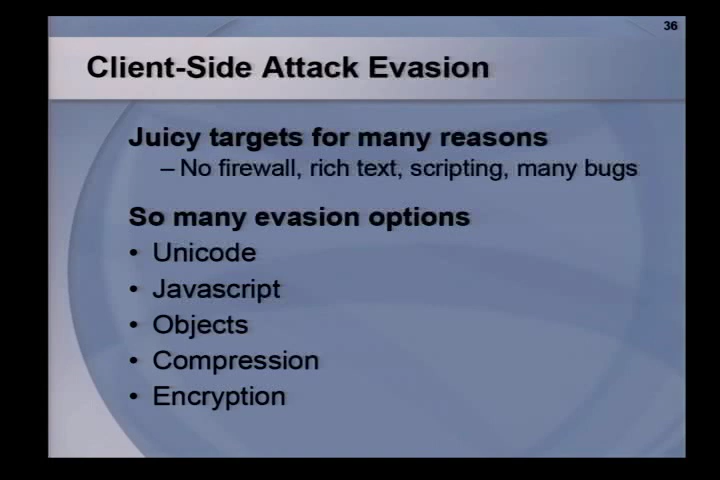 36
Client-Side Attack Evasion
Juicy targets for many reasons
– No firewall, rich text, scripting, many bugs
So many evasion options
• Unicode
• Javascript
• Objects
• Compression
• Encryption